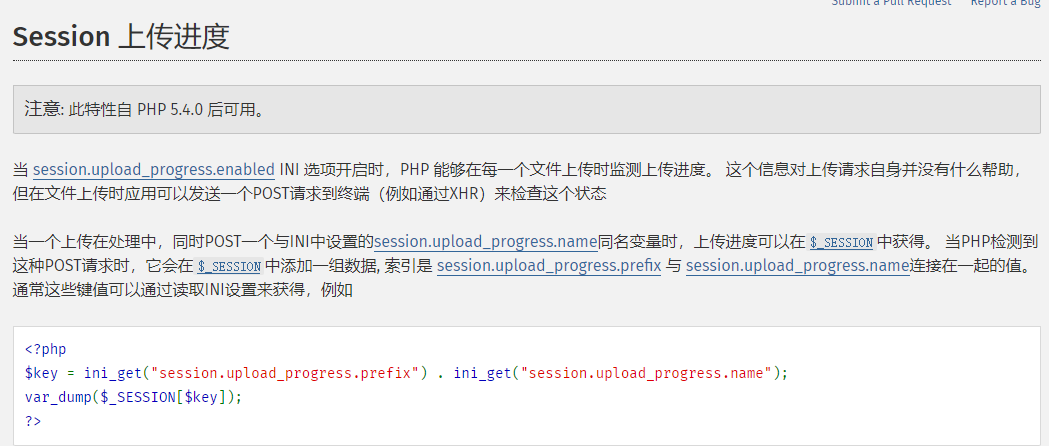 Submit a Pull Request Report a Bug
Session 上传进度
注意: 此特性自 PHP 5.4.0 后可用。
当 session.upload_progress.enabled INI 选项开启时，PHP 能够在每一个文件上传时监测上传进度。 这个信息对上传请求自身并没有什么帮助，
但在文件上传时应用可以发送一个POST请求到终端（例如通过XHR）来检查这个状态
当一个上传在处理中，同时POST一个与INI中设置的session.upload_progress.name同名变量时，上传进度可以在 $_SESSION 中获得。 当PHP检测到
这种POST请求时，它会在 $_SESSION 中添加一组数据, 索引是 session.upload_progress.prefix 与 session.upload_progress.name连接在一起的值。
通常这些键值可以通过读取INI设置来获得，例如
<?php
$key = ini_get("session.upload_progress.prefix") . ini_get("session.upload_progress.name");
var_dump($_SESSION[$key]);
?>